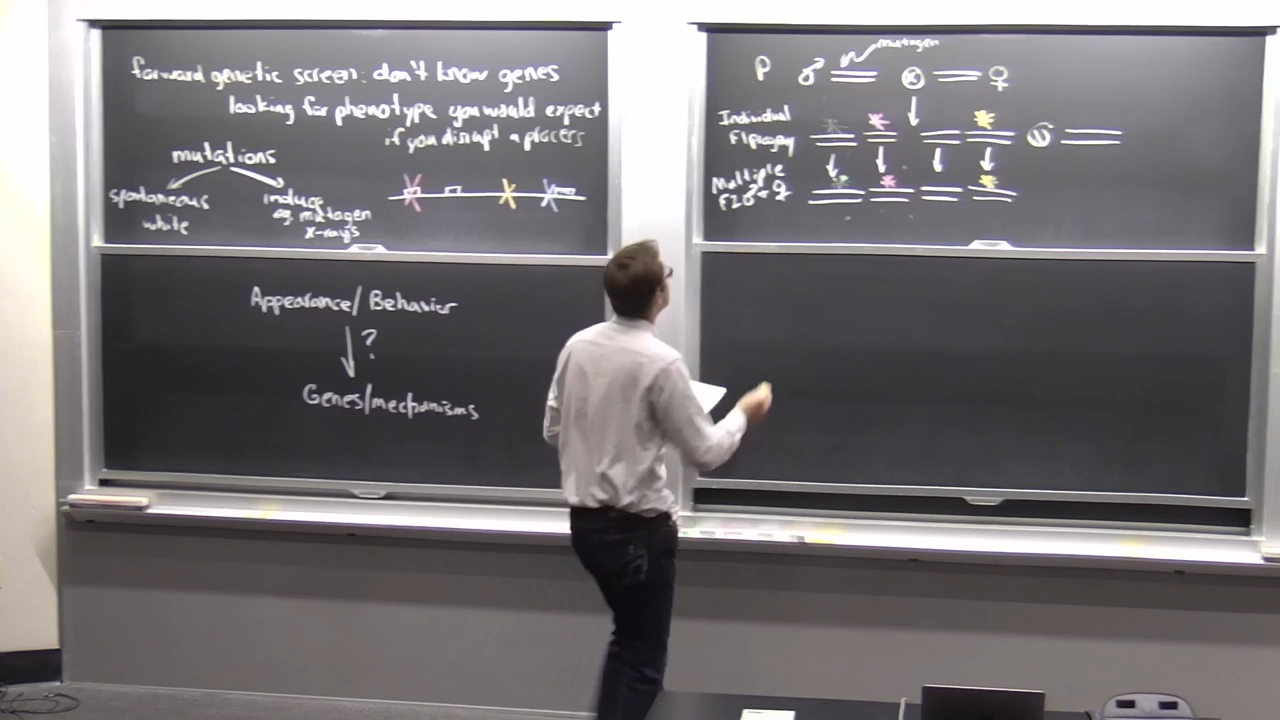 forward genetic screen: don't know genes
looking for phenotype you would expect
if you disrupt a process
mutations
spontaneous
white
induce
eg. mutagen
x-rays
Appearance/Behavior
?
Genes/mechanisms
mutagen
P ♂ ⓧ ♀
Individual
F1 progeny
Multiple
F2 ♂ + ♀